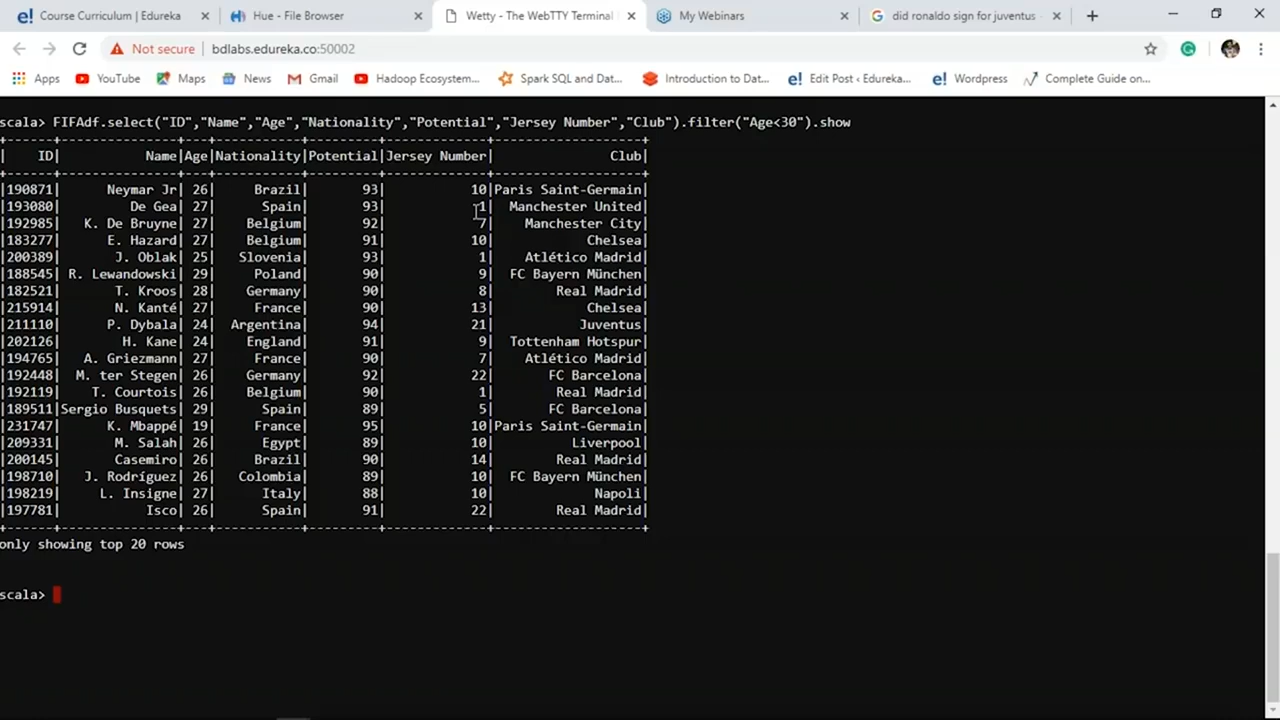 Course Curriculum | Edureka
Hue - File Browser
Wetty - The WebTTY Terminal
My Webinars
did ronaldo sign for juventus
Not secure | bdlabs.edureka.co:50002
Apps
YouTube
Maps
News
Gmail
Hadoop Ecosystem...
Spark SQL and Dat...
Introduction to Dat...
Edit Post ‹ Edureka...
Wordpress
Complete Guide on...
scala> FIFAdf.select("ID","Name","Age","Nationality","Potential","Jersey Number","Club").filter("Age<30").show
+------+---------------+---+-----------+---------+-------------+-------------------+
| ID| Name|Age|Nationality|Potential|Jersey Number| Club|
+------+---------------+---+-----------+---------+-------------+-------------------+
|190871| Neymar Jr| 26| Brazil| 93| 10|Paris Saint-Germain|
|193080| De Gea| 27| Spain| 93| 1| Manchester United|
|192985| K. De Bruyne| 27| Belgium| 92| 7| Manchester City|
|183277| E. Hazard| 27| Belgium| 91| 10| Chelsea|
|200389| J. Oblak| 25| Slovenia| 93| 1| Atlético Madrid|
|188545| R. Lewandowski| 29| Poland| 90| 9| FC Bayern München|
|182521| T. Kroos| 28| Germany| 90| 8| Real Madrid|
|215914| N. Kanté| 27| France| 90| 13| Chelsea|
|211110| P. Dybala| 24| Argentina| 94| 21| Juventus|
|202126| H. Kane| 24| England| 91| 9| Tottenham Hotspur|
|194765| A. Griezmann| 27| France| 90| 7| Atlético Madrid|
|192448| M. ter Stegen| 26| Germany| 92| 22| FC Barcelona|
|192119| T. Courtois| 26| Belgium| 90| 1| Real Madrid|
|189511|Sergio Busquets| 29| Spain| 89| 5| FC Barcelona|
|231747| K. Mbappé| 19| France| 95| 10|Paris Saint-Germain|
|209331| M. Salah| 26| Egypt| 89| 10| Liverpool|
|200145| Casemiro| 26| Brazil| 90| 14| Real Madrid|
|198710| J. Rodríguez| 26| Colombia| 89| 10| FC Bayern München|
|198219| L. Insigne| 27| Italy| 88| 10| Napoli|
|197781| Isco| 26| Spain| 91| 22| Real Madrid|
+------+---------------+---+-----------+---------+-------------+-------------------+
only showing top 20 rows
scala>